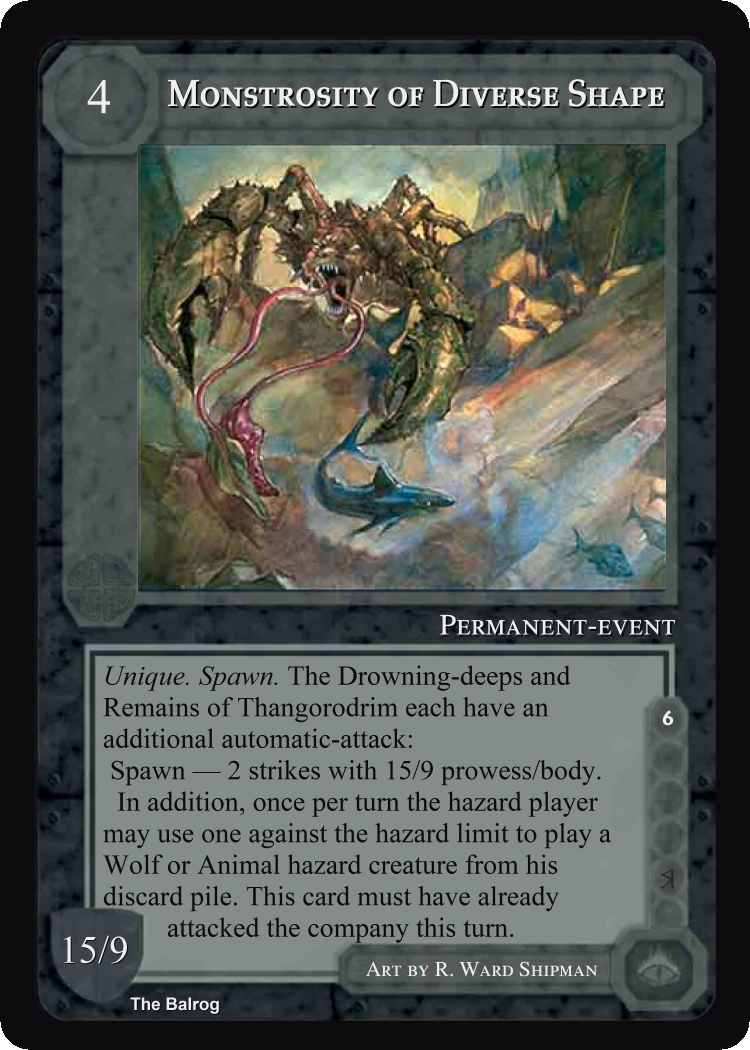 4
MONSTROSITY OF DIVERSE SHAPE
PERMANENT-EVENT
Unique. Spawn. The Drowning-deeps and
Remains of Thangorodrim each have an
additional automatic-attack:
Spawn — 2 strikes with 15/9 prowess/body.
In addition, once per turn the hazard player
may use one against the hazard limit to play a
Wolf or Animal hazard creature from his
discard pile. This card must have already
attacked the company this turn.
6
15/9
ART BY R. WARD SHIPMAN
The Balrog